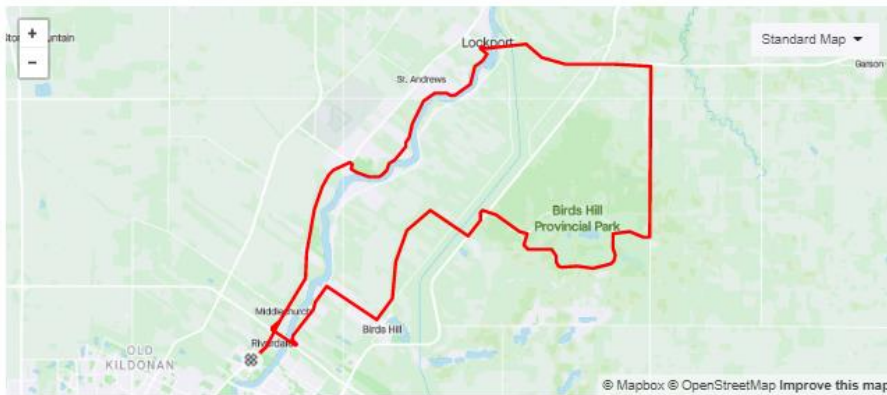 +
−
Standard Map
Lockport
Garson
St. Andrews
Birds Hill
Provincial Park
Middlechurch
Birds Hill
OLD
KILDONAN
© Mapbox © OpenStreetMap Improve this map